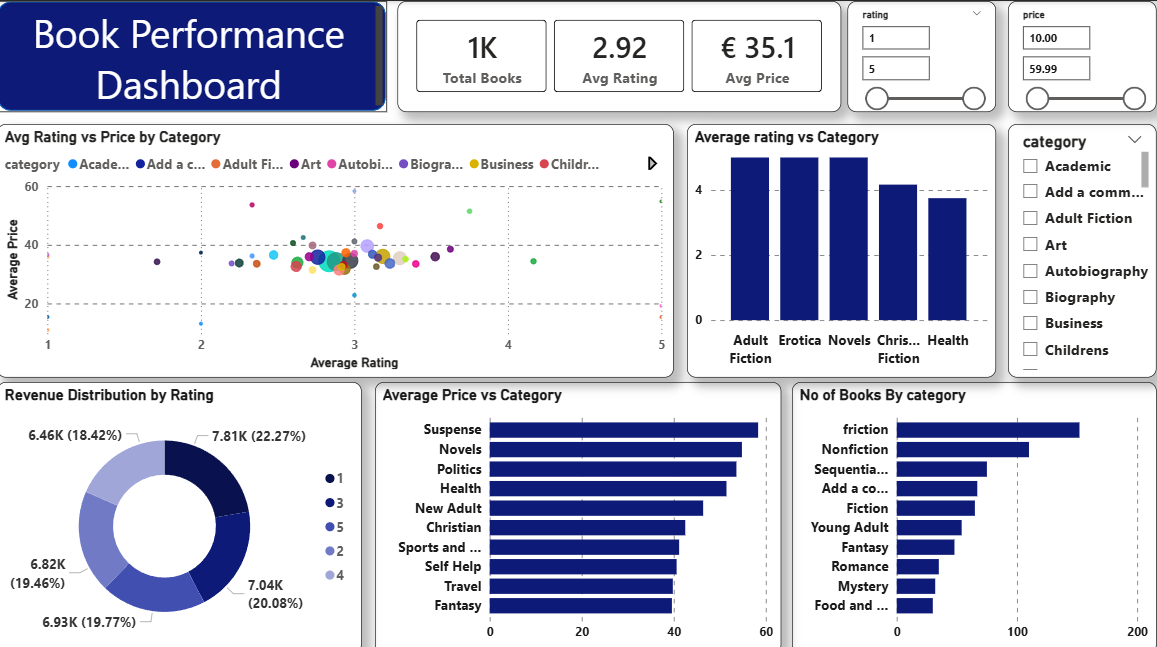 Book Performance
Dashboard
1K
Total Books
2.92
Avg Rating
€ 35.1
Avg Price
rating
1
5
price
10.00
59.99
Avg Rating vs Price by Category
category
Acade...
Add a c...
Adult Fi...
Art
Autobi...
Biogra...
Business
Childr...
60
40
20
Average Price
1
2
3
4
5
Average Rating
Average rating vs Category
4
2
0
Adult
Fiction
Erotica
Novels
Chris...
Fiction
Health
category
Academic
Add a comm...
Adult Fiction
Art
Autobiography
Biography
Business
Childrens
Revenue Distribution by Rating
6.46K (18.42%)
7.81K (22.27%)
6.82K
(19.46%)
7.04K
(20.08%)
6.93K (19.77%)
1
3
5
2
4
Average Price vs Category
Suspense
Novels
Politics
Health
New Adult
Christian
Sports and ...
Self Help
Travel
Fantasy
0
20
40
60
No of Books By category
friction
Nonfiction
Sequentia...
Add a co...
Fiction
Young Adult
Fantasy
Romance
Mystery
Food and ...
0
100
200